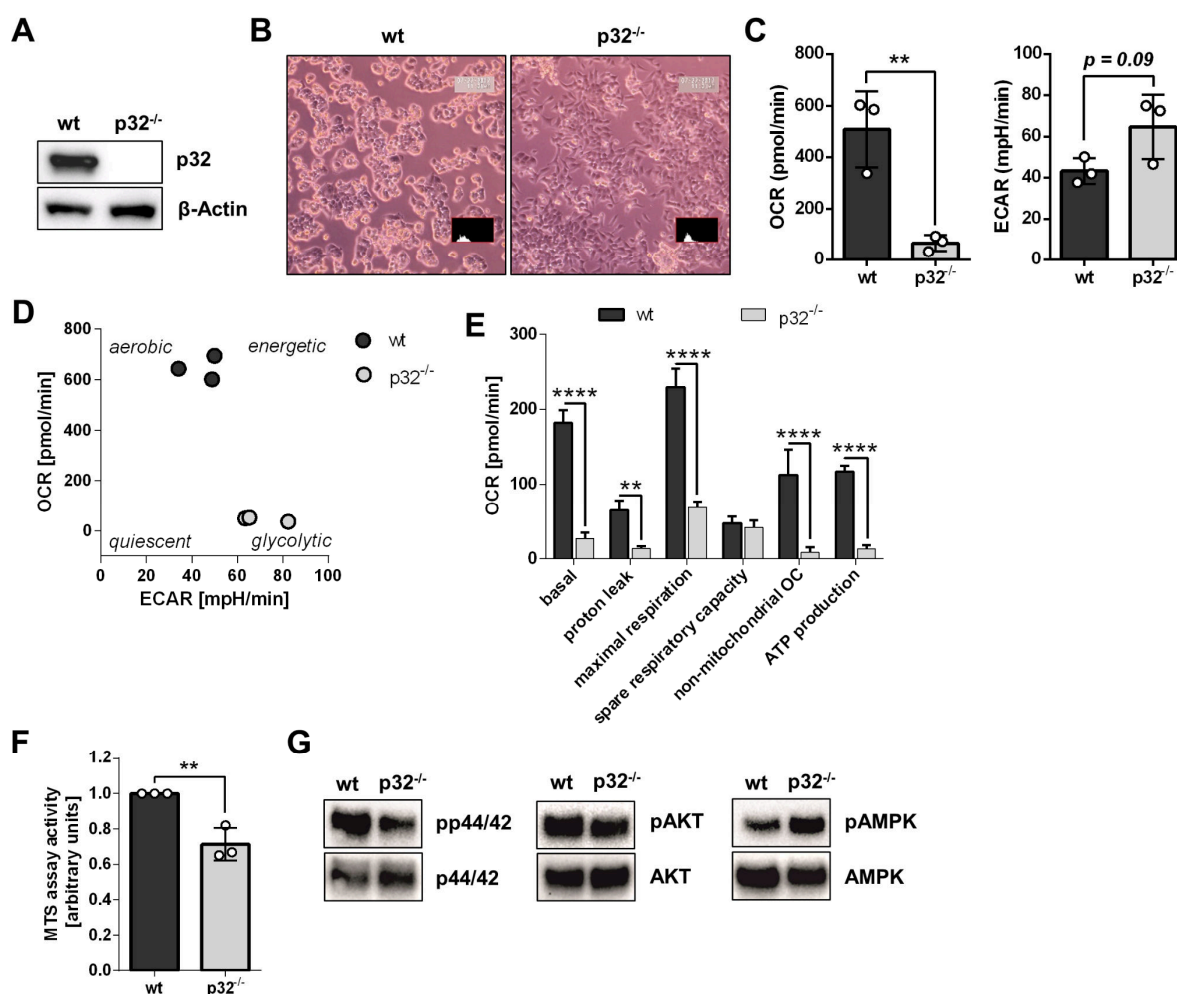 A
wt p32-/-
p32
β-Actin
B
wt p32-/-
C
OCR (pmol/min)
800
600
400
200
0
**
wt p32-/-
ECAR (mpH/min)
100
80
60
40
20
0
p = 0.09
wt p32-/-
D
OCR [pmol/min]
800
600
400
200
0
aerobic energetic
quiescent glycolytic
0 20 40 60 80 100
ECAR [mpH/min]
wt
p32-/-
E
wt p32-/-
OCR [pmol/min]
300
200
100
0
****
**
****
****
****
basal
proton leak
maximal respiration
spare respiratory capacity
non-mitochondrial OC
ATP production
F
MTS assay activity
[arbitrary units]
1.2
1.0
0.8
0.6
0.4
0.2
0.0
**
wt p32-/-
G
wt p32-/-
pp44/42
p44/42
wt p32-/-
pAKT
AKT
wt p32-/-
pAMPK
AMPK